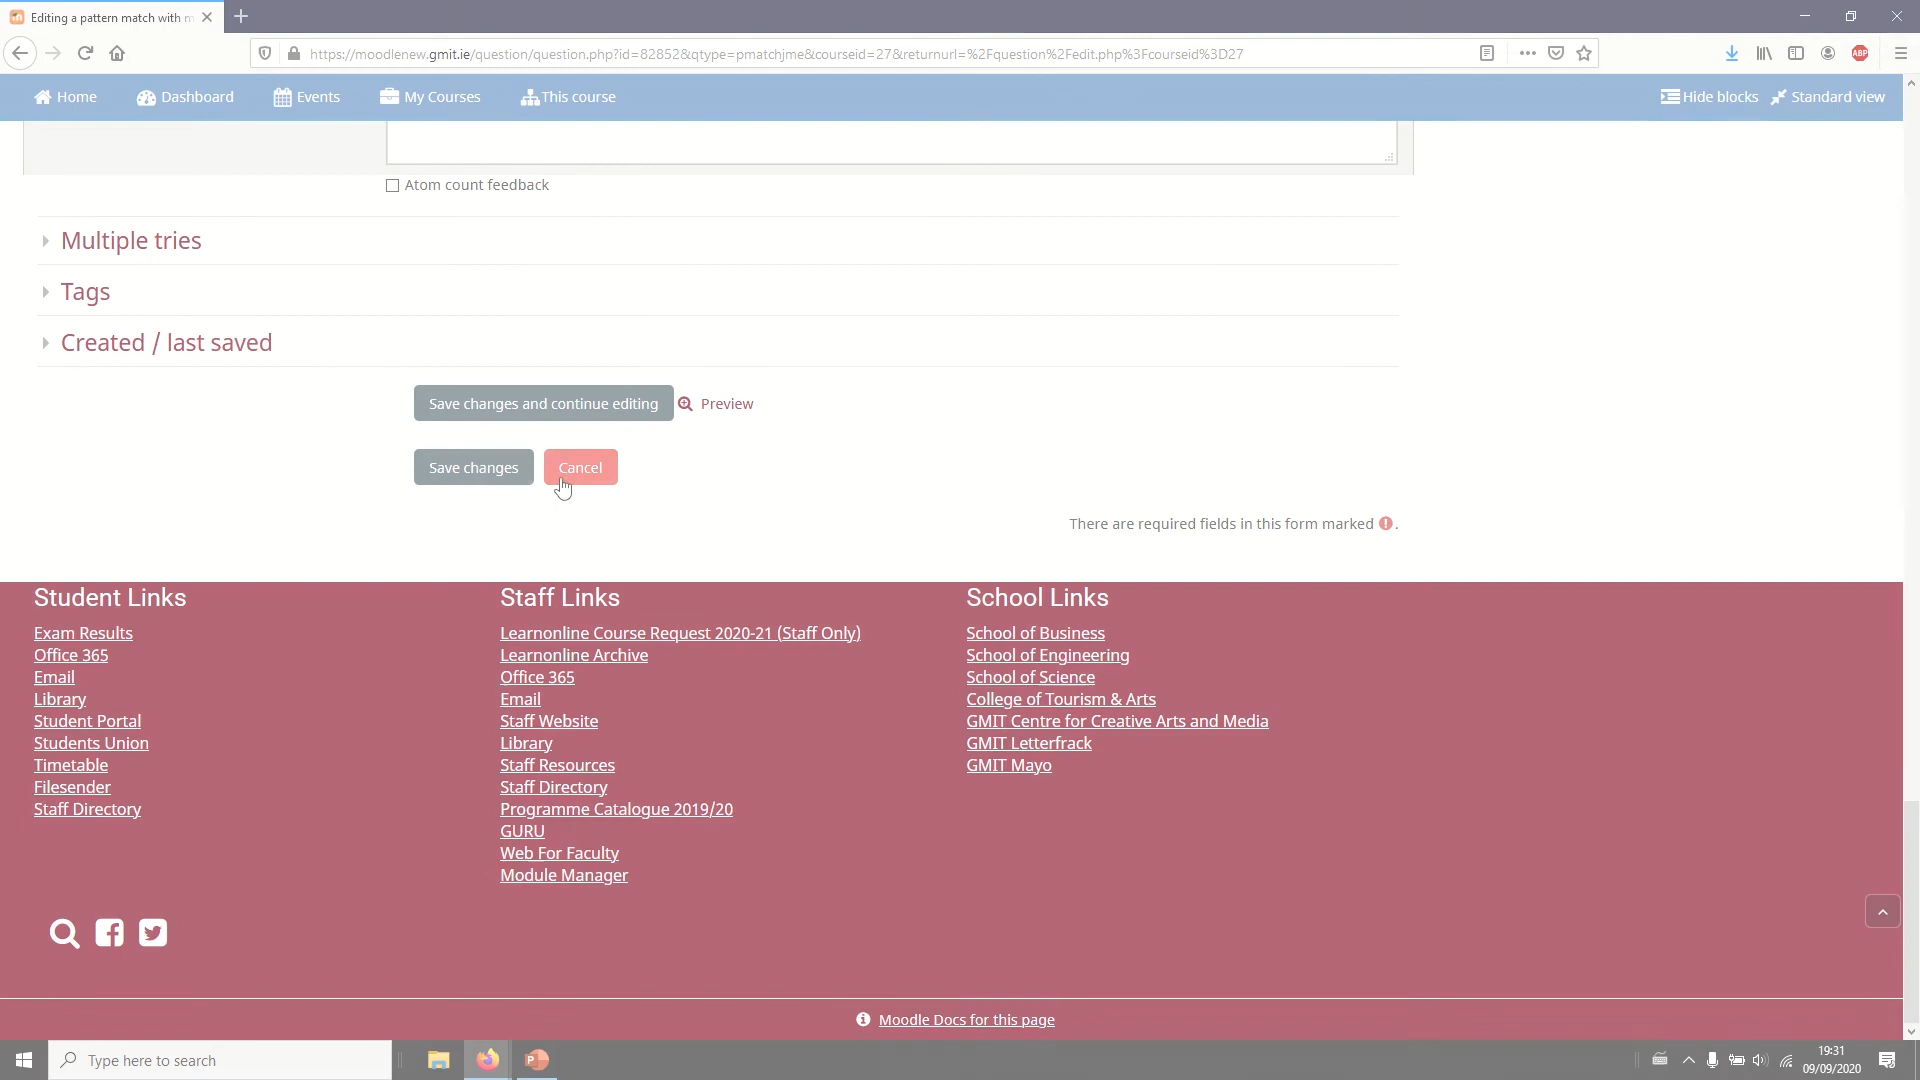 Editing a pattern match with m
https://moodlenew.gmit.ie/question/question.php?id=82852&qtype=pmatchjme&courseid=27&returnurl=%2Fquestion%2Fedit.php%3Fcourseid%3D27
ABP
Home Dashboard Events My Courses This course Hide blocks Standard view
Atom count feedback
Multiple tries
Tags
Created / last saved
Save changes and continue editing Preview
Save changes Cancel
There are required fields in this form marked .
Student Links
Exam Results
Office 365
Email
Library
Student Portal
Students Union
Timetable
Filesender
Staff Directory
Staff Links
Learnonline Course Request 2020-21 (Staff Only)
Learnonline Archive
Office 365
Email
Staff Website
Library
Staff Resources
Staff Directory
Programme Catalogue 2019/20
GURU
Web For Faculty
Module Manager
School Links
School of Business
School of Engineering
School of Science
College of Tourism & Arts
GMIT Centre for Creative Arts and Media
GMIT Letterfrack
GMIT Mayo
Moodle Docs for this page
Type here to search
19:31
09/09/2020